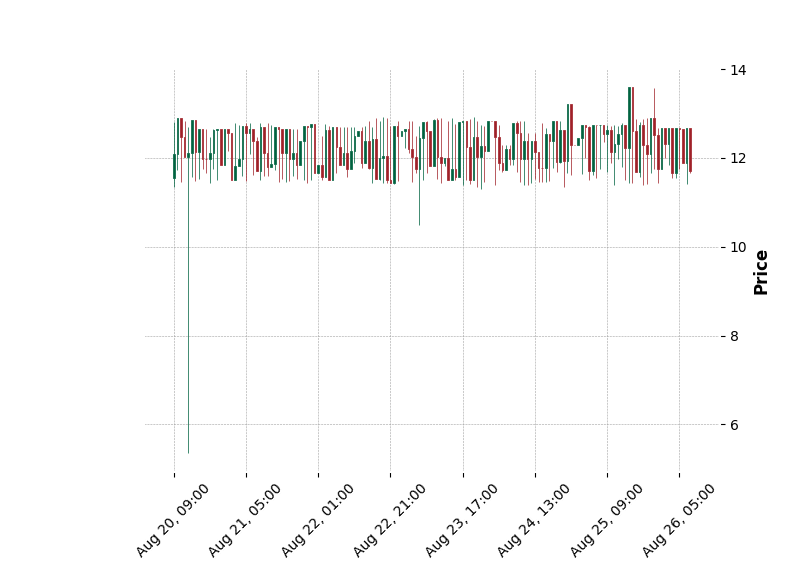 14
12
10
8
6
Price
Aug 20, 09:00
Aug 21, 05:00
Aug 22, 01:00
Aug 22, 21:00
Aug 23, 17:00
Aug 24, 13:00
Aug 25, 09:00
Aug 26, 05:00